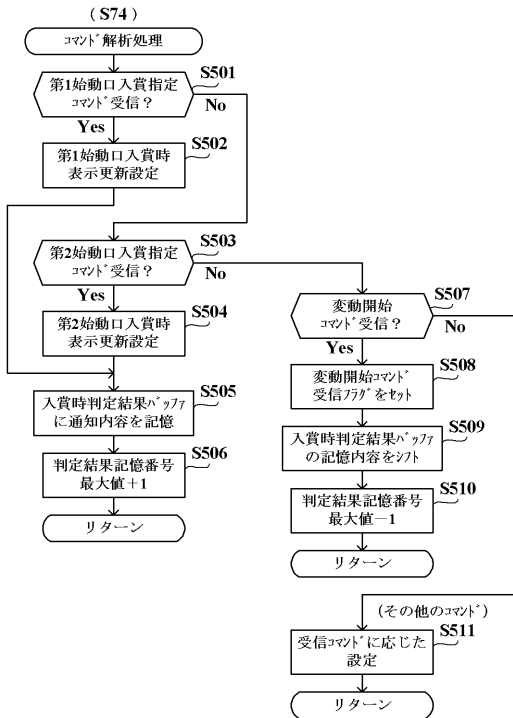 (S74)
コマンド解析処理
S501
第1始動口入賞指定
コマンド受信？
No
Yes
S502
第1始動口入賞時
表示更新設定
S503
第2始動口入賞指定
コマンド受信？
No
Yes
S504
第2始動口入賞時
表示更新設定
S505
入賞時判定結果バッファ
に通知内容を記憶
S506
判定結果記憶番号
最大値＋1
リターン
S507
変動開始
コマンド受信？
No
Yes
S508
変動開始コマンド
受信フラグをセット
S509
入賞時判定結果バッファ
の記憶内容をシフト
S510
判定結果記憶番号
最大値－1
リターン
(その他のコマンド)
S511
受信コマンドに応じた
設定
リターン